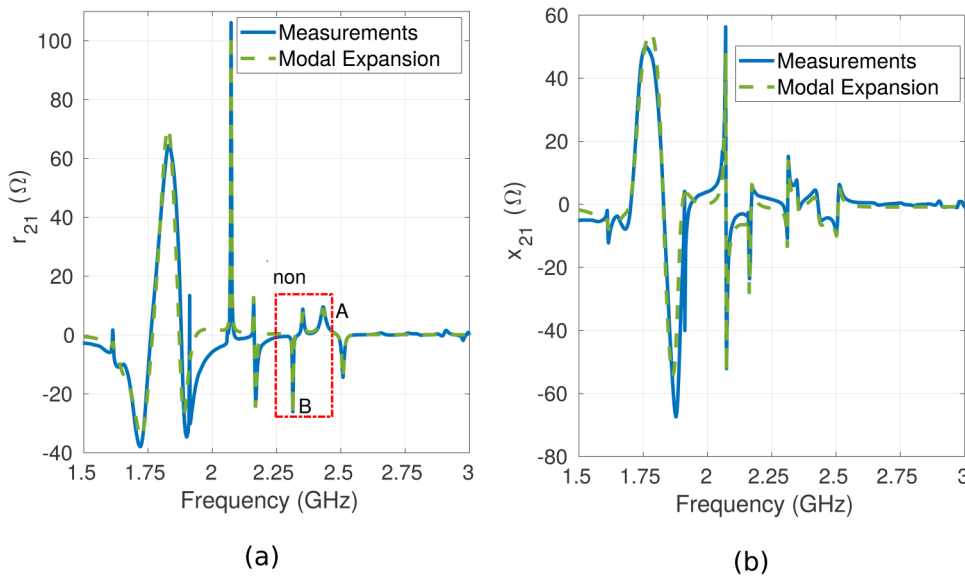 Measurements
Modal Expansion
100
80
60
40
20
0
-20
-40
r21 (Ω)
non
A
B
1.5 1.75 2 2.25 2.5 2.75 3
Frequency (GHz)
(a)
Measurements
Modal Expansion
60
40
20
0
-20
-40
-60
-80
x21 (Ω)
1.5 1.75 2 2.25 2.5 2.75 3
Frequency (GHz)
(b)